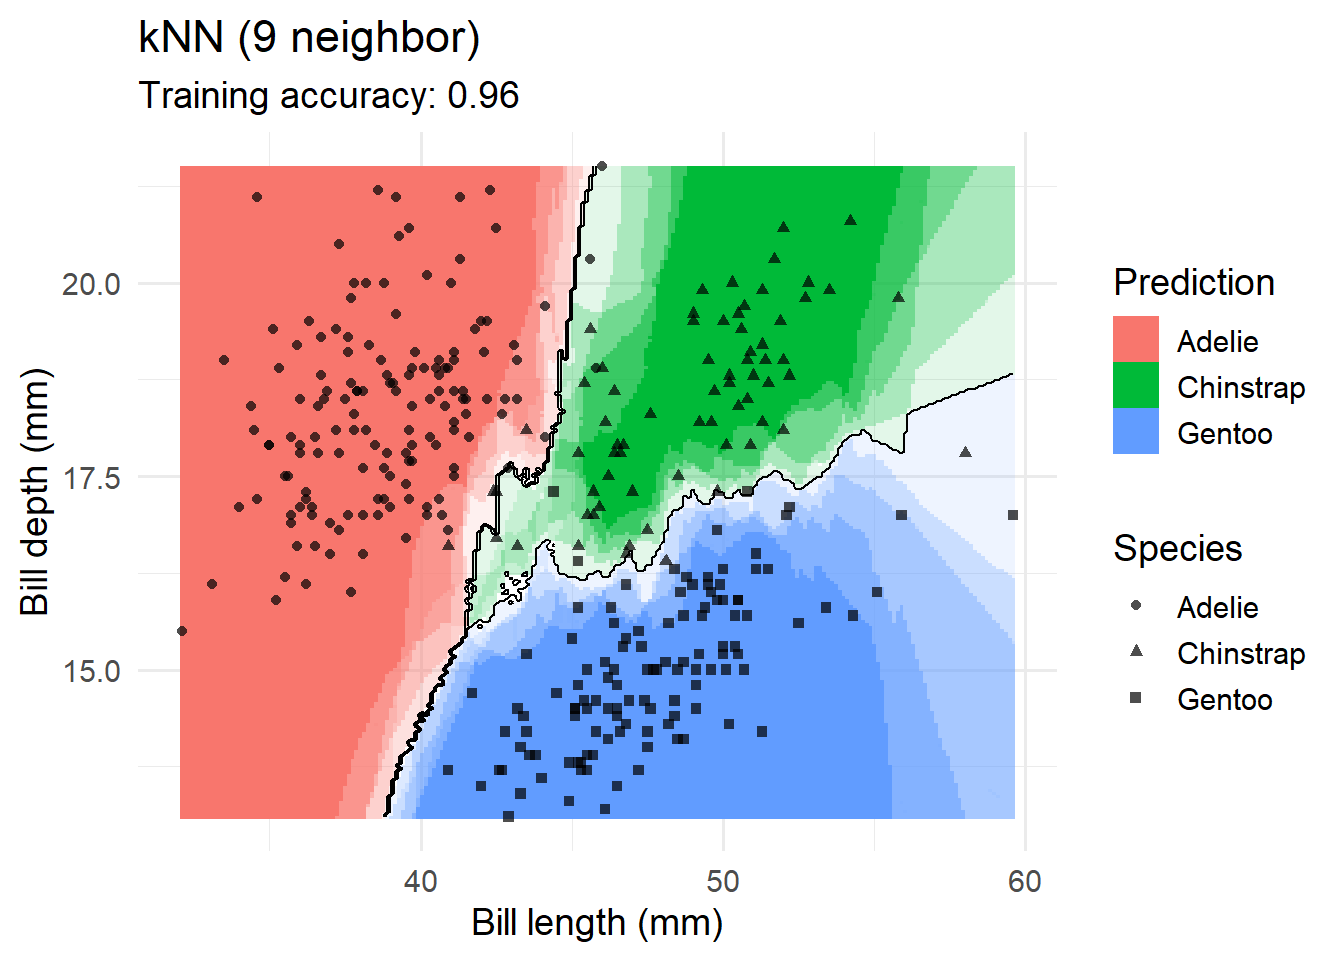 kNN (9 neighbor)
Training accuracy: 0.96
20.0
17.5
15.0
Bill depth (mm)
40
50
60
Bill length (mm)
Prediction
Adelie
Chinstrap
Gentoo
Species
Adelie
Chinstrap
Gentoo